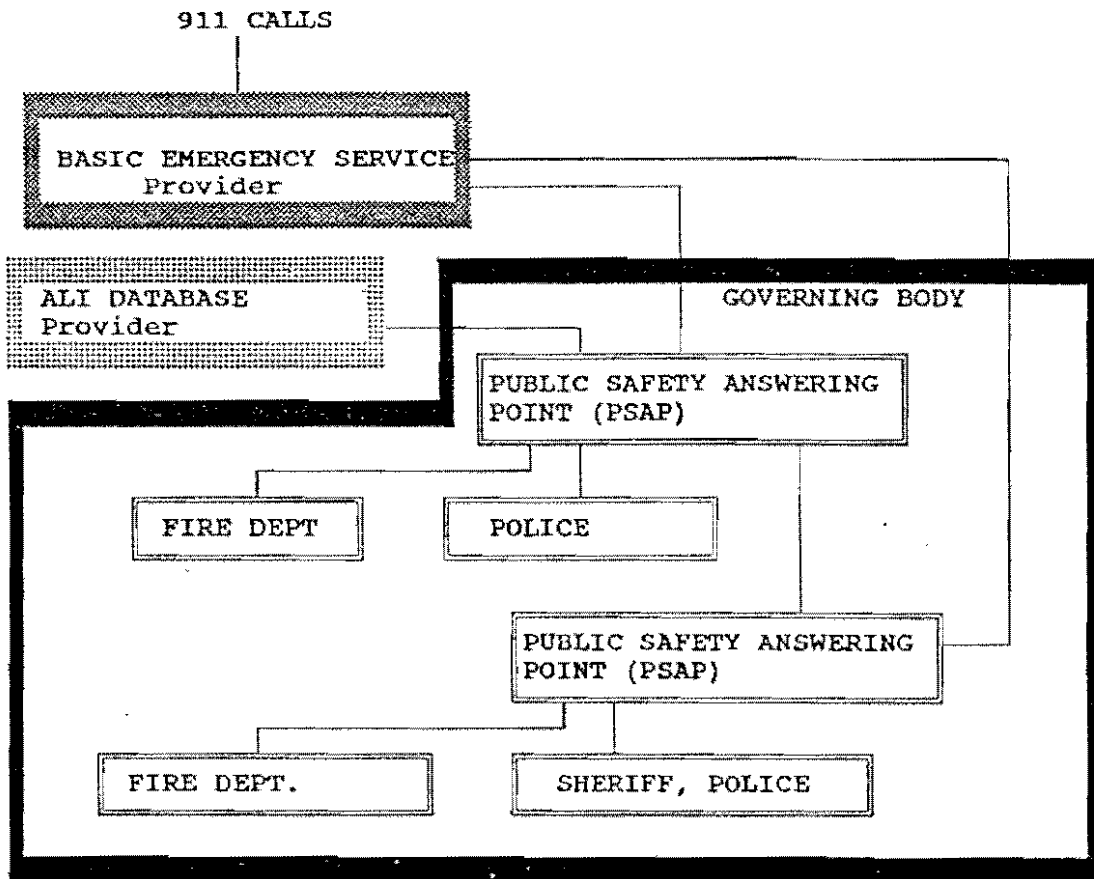 911 CALLS
BASIC EMERGENCY SERVICE
Provider
ALI DATABASE
Provider
GOVERNING BODY
PUBLIC SAFETY ANSWERING
POINT (PSAP)
FIRE DEPT
POLICE
PUBLIC SAFETY ANSWERING
POINT (PSAP)
FIRE DEPT.
SHERIFF, POLICE